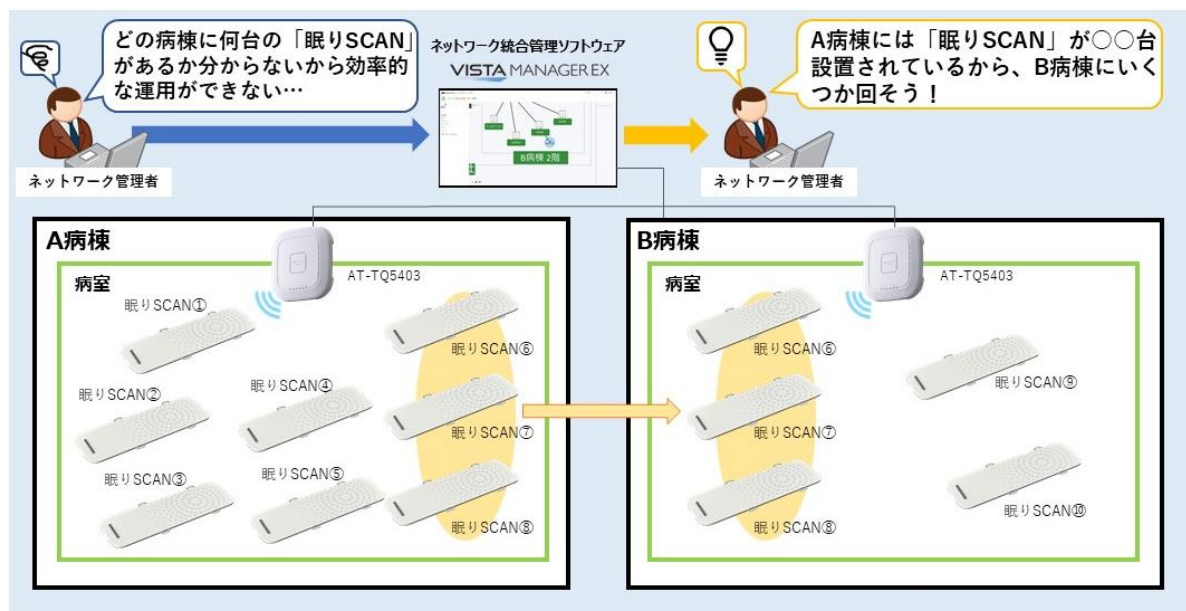 どの病棟に何台の「眠りSCAN」
があるか分からないから効率的
な運用ができない…
ネットワーク統合管理ソフトウェア
VISTA MANAGER EX
A病棟には「眠りSCAN」が○○台
設置されているから、B病棟にいく
つか回そう！
B病棟 2階
ネットワーク管理者
ネットワーク管理者
A病棟
病室
AT-TQ5403
眠りSCAN①
眠りSCAN②
眠りSCAN③
眠りSCAN④
眠りSCAN⑤
眠りSCAN⑥
眠りSCAN⑦
眠りSCAN⑧
B病棟
病室
AT-TQ5403
眠りSCAN⑥
眠りSCAN⑦
眠りSCAN⑧
眠りSCAN⑨
眠りSCAN⑩